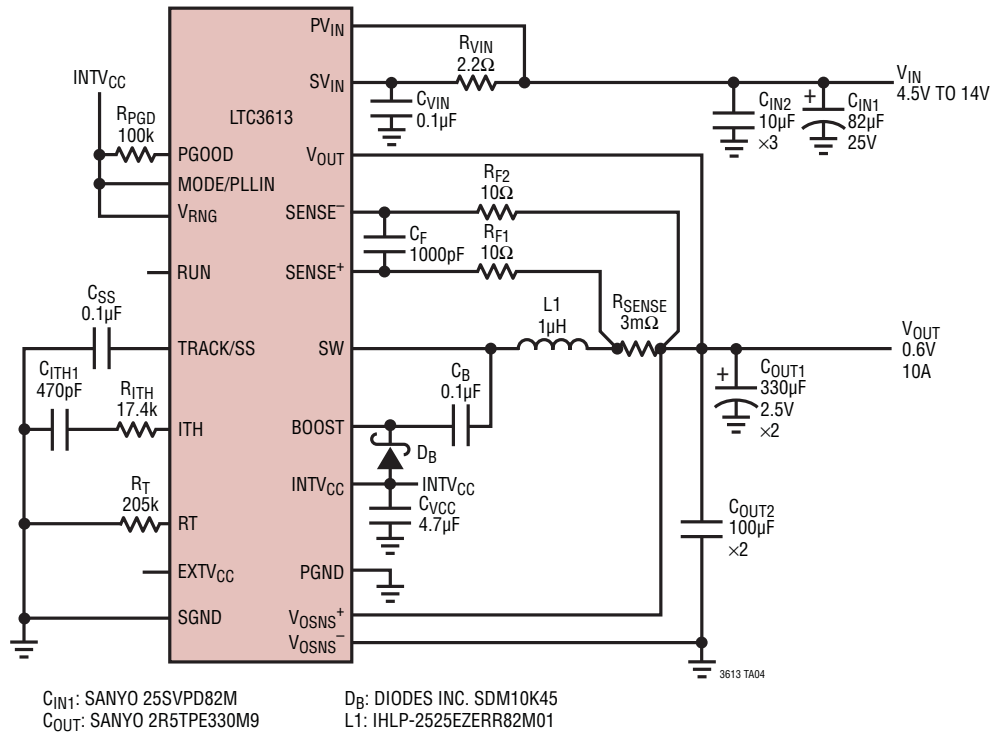 PVIN
RVIN
2.2Ω
SVIN
VIN
4.5V TO 14V
CVIN
0.1µF
CIN2
10µF
×3
+
CIN1
82µF
25V
INTVCC
RPGD
100k
LTC3613
PGOOD
MODE/PLLIN
VRNG
VOUT
RF2
10Ω
SENSE–
CF
1000pF
RF1
10Ω
SENSE+
RUN
CSS
0.1µF
TRACK/SS
SW
L1
1µH
RSENSE
3mΩ
VOUT
0.6V
10A
CITH1
470pF
RITH
17.4k
ITH
CB
0.1µF
BOOST
DB
+
COUT1
330µF
2.5V
×2
INTVCC
INTVCC
CVCC
4.7µF
RT
205k
RT
COUT2
100µF
×2
EXTVCC
PGND
SGND
VOSNS+
VOSNS–
3613 TA04
CIN1: SANYO 25SVPD82M
COUT: SANYO 2R5TPE330M9
DB: DIODES INC. SDM10K45
L1: IHLP-2525EZERR82M01